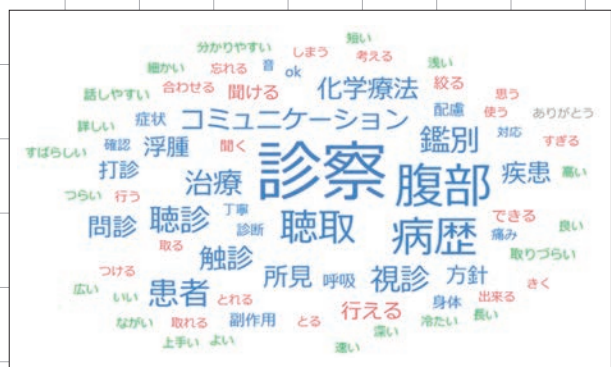 短い
分かりやすい しまう 考える
細かい 忘れる 音 ok 浅い
話しやすい 合わせる 聞ける 化学療法 絞る 思う
詳しい 症状 コミュニケーション 配慮 使う ありがとう
すばらしい 確認 浮腫 聞く 診察 鑑別 対応 すぎる
打診 治療 腹部 疾患 高い
つらい 行う 丁寧 聴取 病歴 できる
問診 聴診 診断 痛み 良い
取る 触診 取りづらい
つける 所見 呼吸 視診 方針 きく
広い いい 患者 とれる 行える 身体 出来る
ながい 取れる 副作用 とる 冷たい 長い
上手い よい 深い
速い